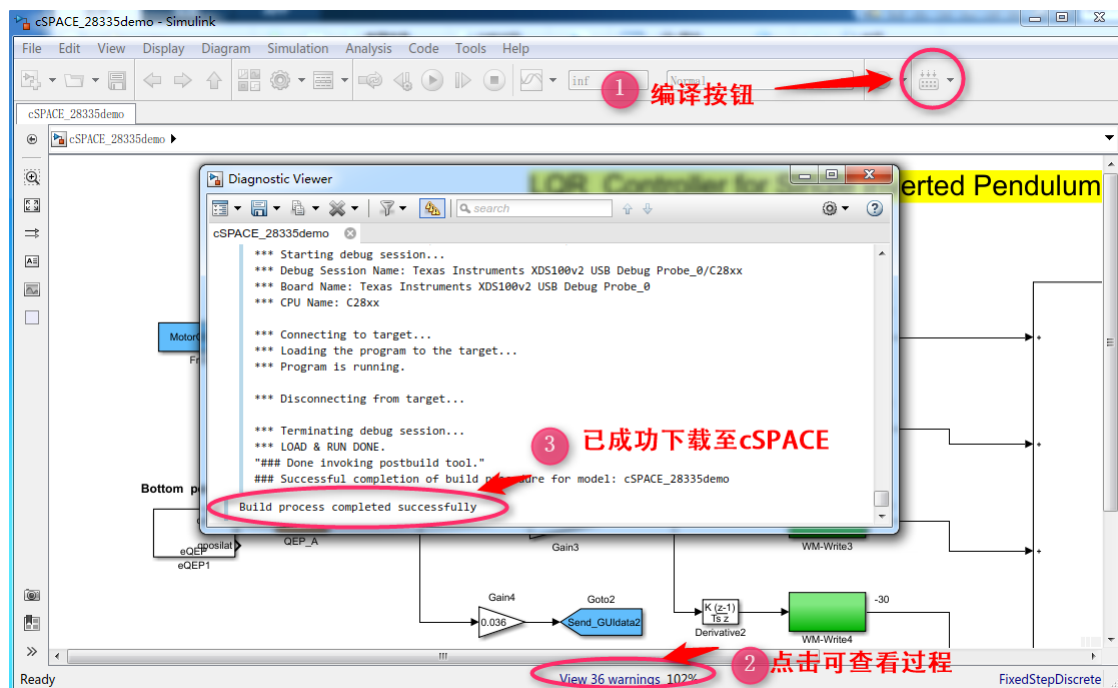 cSPACE_28335demo - Simulink
File Edit View Display Diagram Simulation Analysis Code Tools Help
inf
Normal
1 编译按钮
cSPACE_28335demo
cSPACE_28335demo
LQR Controller for S
erted Pendulum
Diagnostic Viewer
search
cSPACE_28335demo
*** Starting debug session...
*** Debug Session Name: Texas Instruments XDS100v2 USB Debug Probe_0/C28xx
*** Board Name: Texas Instruments XDS100v2 USB Debug Probe_0
*** CPU Name: C28xx
*** Connecting to target...
*** Loading the program to the target...
*** Program is running.
*** Disconnecting from target...
*** Terminating debug session...
*** LOAD & RUN DONE.
"### Done invoking postbuild tool."
### Successful completion of build procedure for model: cSPACE_28335demo
Build process completed successfully
3 已成功下载至cSPACE
Motor
Fr
Bottom p
eQEP
qposilat
eQEP1
QEP_A
Gain3
WM-Write3
Gain4
0.036
Goto2
Send_GUIdata2
K (z-1)
Ts z
Derivative2
-30
WM-Write4
2 点击可查看过程
Ready
View 36 warnings 102%
FixedStepDiscrete